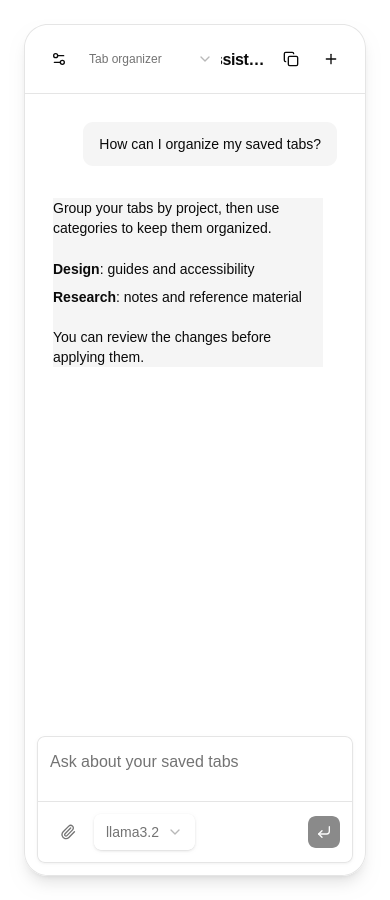 Tab organizer
How can I organize my saved tabs?
Group your tabs by project, then use
categories to keep them organized.
Design: guides and accessibility
Research: notes and reference material
You can review the changes before
applying them.
Ask about your saved tabs
llama3.2